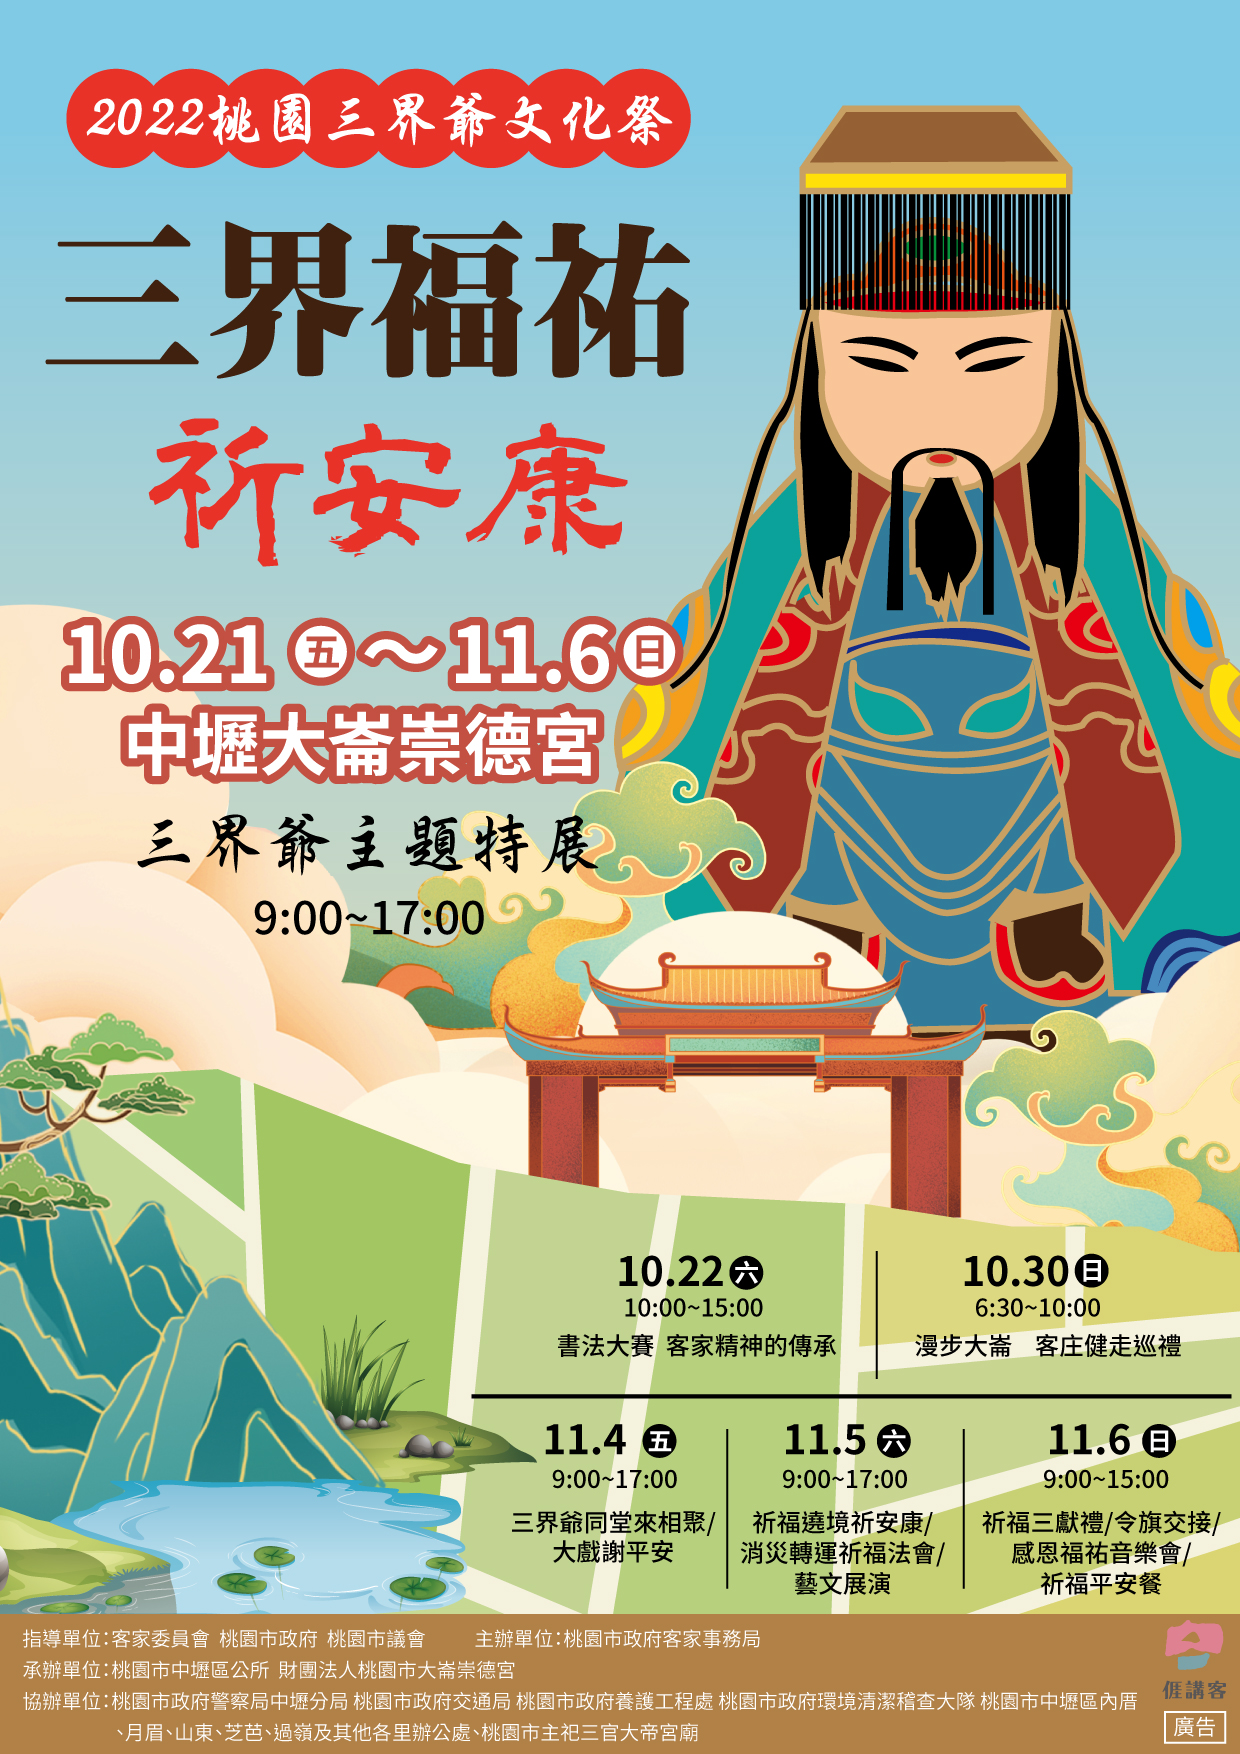 2022桃園三界爺文化祭
三界福祐
祈安康
10.21㊄～11.6㊐
中壢大崙崇德宮
三界爺主題特展
9:00~17:00
10.22㊅
10:00~15:00
書法大賽 客家精神的傳承
10.30㊐
6:30~10:00
漫步大崙 客庄健走巡禮
11.4 ㊄
9:00~17:00
三界爺同堂來相聚/
大戲謝平安
11.5 ㊅
9:00~17:00
祈福遶境祈安康/
消災轉運祈福法會/
藝文展演
11.6 ㊐
9:00~15:00
祈福三獻禮/令旗交接/
感恩福祐音樂會/
祈福平安餐
指導單位：客家委員會 桃園市政府 桃園市議會 主辦單位：桃園市政府客家事務局
承辦單位：桃園市中壢區公所 財團法人桃園市大崙崇德宮
協辦單位：桃園市政府警察局中壢分局 桃園市政府交通局 桃園市政府養護工程處 桃園市政府環境清潔稽查大隊 桃園市中壢區內厝
、月眉、山東、芝芭、過嶺及其他各里辦公處、桃園市主祀三官大帝宮廟
𠊎講客
廣告